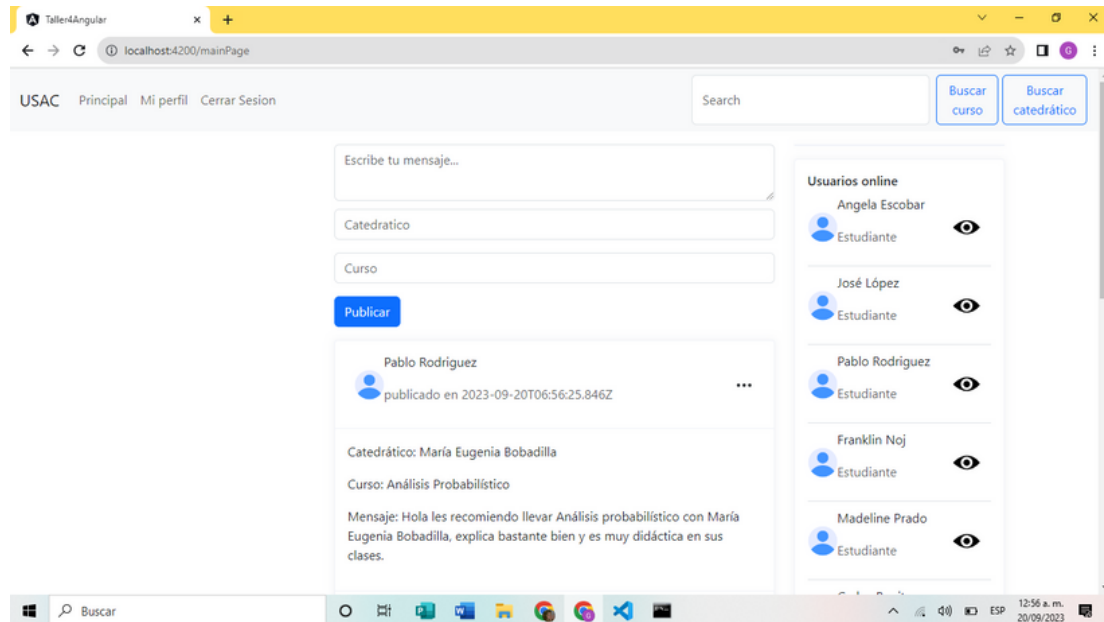 Taller4Angular
localhost:4200/mainPage
G
USAC Principal Mi perfil Cerrar Sesion
Search
Buscar curso
Buscar catedrático
Escribe tu mensaje...
Catedratico
Curso
Publicar
Pablo Rodriguez
publicado en 2023-09-20T06:56:25.846Z
Catedrático: María Eugenia Bobadilla
Curso: Análisis Probabilístico
Mensaje: Hola les recomiendo llevar Análisis probabilístico con María
Eugenia Bobadilla, explica bastante bien y es muy didáctica en sus
clases.
Usuarios online
Angela Escobar
Estudiante
José López
Estudiante
Pablo Rodriguez
Estudiante
Franklin Noj
Estudiante
Madeline Prado
Estudiante
Buscar
ESP
12:56 a. m.
20/09/2023